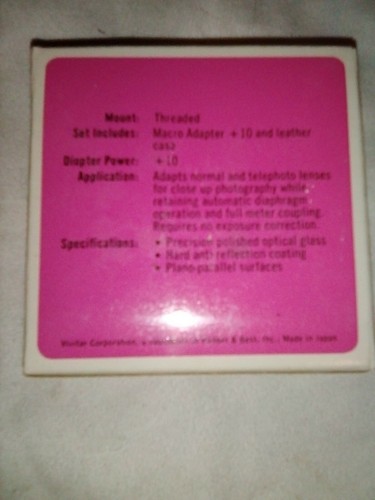 Mount: Threaded
Set Includes: Macro Adapter +10 and leather
case
Diopter Power: +10
Application: Adapts normal and telephoto lenses
for close up photography while
retaining automatic diaphragm
operation and full meter coupling.
Requires no exposure correction.
Specifications: • Precision polished optical glass
• Hard anti reflection coating
• Plano-parallel surfaces
Vivitar Corporation, & Best, Inc., Made in Japan